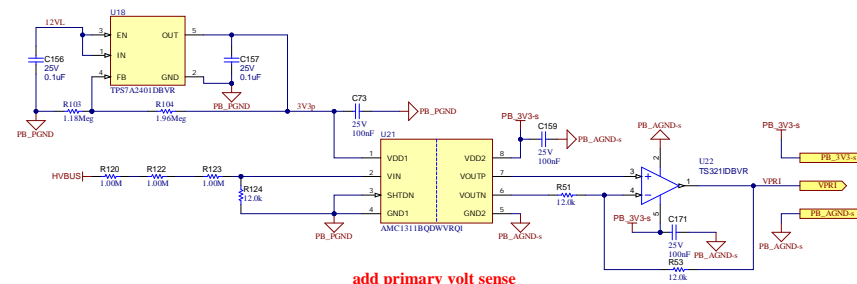 U18
12VL
3 EN OUT 5
1 IN
4 FB GND 2
TPS7A2401DBVR
C156
25V
0.1uF
C157
25V
0.1uF
PB_PGND
R103
1.18Meg
R104
1.96Meg
PB_PGND
3V3p
C73
25V
100nF
PB_PGND
U21
1 VDD1 VDD2 8
2 VIN VOUTP 7
3 SHTDN VOUTN 6
4 GND1 GND2 5
AMC1311BQDWVRQ1
PB_3V3-s
C159
25V
100nF
PB_AGND-s
HVBUS
R120
1.00M
R122
1.00M
R123
1.00M
R124
12.0k
PB_PGND
PB_AGND-s
R51
12.0k
PB_AGND-s
U22
TS321IDBVR
2
3
4
1
5
VPRI
PB_3V3-s
C171
25V
100nF
PB_AGND-s
R53
12.0k
PB_3V3-s
PB_3V3-s
VPRI
PB_AGND-s
PB_AGND-s
add primary volt sense